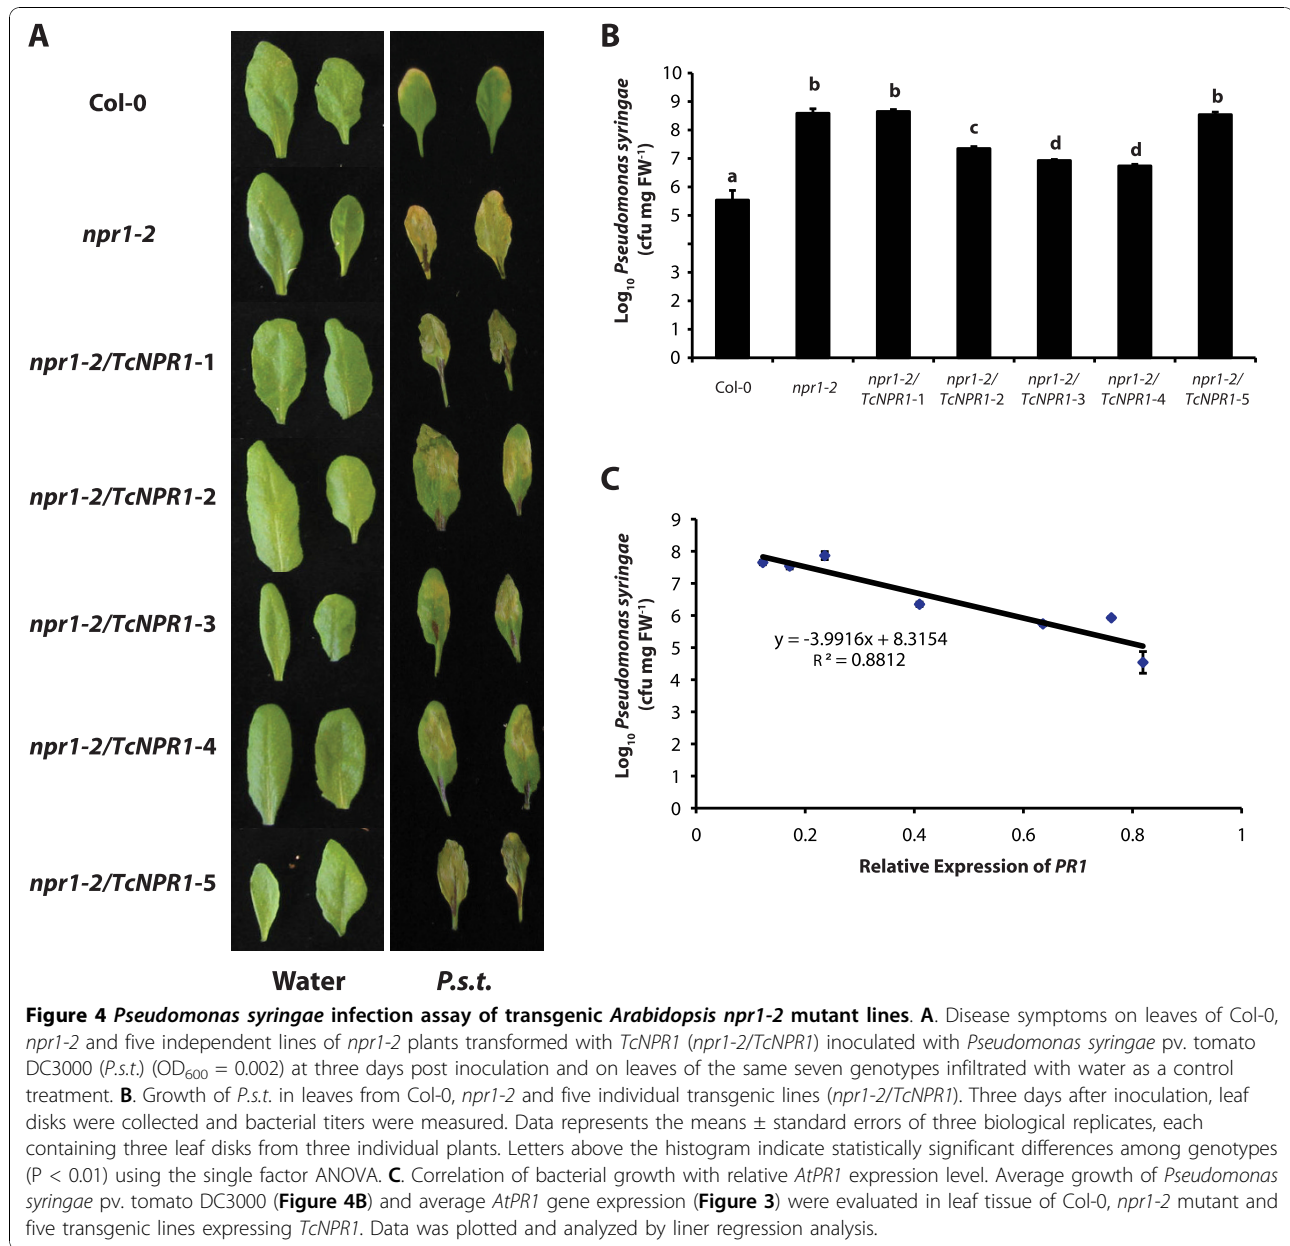 A
Col-0
npr1-2
npr1-2/TcNPR1-1
npr1-2/TcNPR1-2
npr1-2/TcNPR1-3
npr1-2/TcNPR1-4
npr1-2/TcNPR1-5
Water
P.s.t.
B
Log10 Pseudomonas syringae
(cfu mg FW-1)
10
9
8
7
6
5
3
2
1
0
a
b
b
c
d
d
b
Col-0
npr1-2
npr1-2/
TcNPR1-1
npr1-2/
TcNPR1-2
npr1-2/
TcNPR1-3
npr1-2/
TcNPR1-4
npr1-2/
TcNPR1-5
C
Log10 Pseudomonas syringae
(cfu mg FW-1)
9
8
7
6
5
4
3
2
1
0
y = -3.9916x + 8.3154
R² = 0.8812
0
0.2
0.4
0.6
0.8
1
Relative Expression of PR1
Figure 4 Pseudomonas syringae infection assay of transgenic Arabidopsis npr1-2 mutant lines. A. Disease symptoms on leaves of Col-0,
npr1-2 and five independent lines of npr1-2 plants transformed with TcNPR1 (npr1-2/TcNPR1) inoculated with Pseudomonas syringae pv. tomato
DC3000 (P.s.t.) (OD600 = 0.002) at three days post inoculation and on leaves of the same seven genotypes infiltrated with water as a control
treatment. B. Growth of P.s.t. in leaves from Col-0, npr1-2 and five individual transgenic lines (npr1-2/TcNPR1). Three days after inoculation, leaf
disks were collected and bacterial titers were measured. Data represents the means ± standard errors of three biological replicates, each
containing three leaf disks from three individual plants. Letters above the histogram indicate statistically significant differences among genotypes
(P < 0.01) using the single factor ANOVA. C. Correlation of bacterial growth with relative AtPR1 expression level. Average growth of Pseudomonas
syringae pv. tomato DC3000 (Figure 4B) and average AtPR1 gene expression (Figure 3) were evaluated in leaf tissue of Col-0, npr1-2 mutant and
five transgenic lines expressing TcNPR1. Data was plotted and analyzed by liner regression analysis.